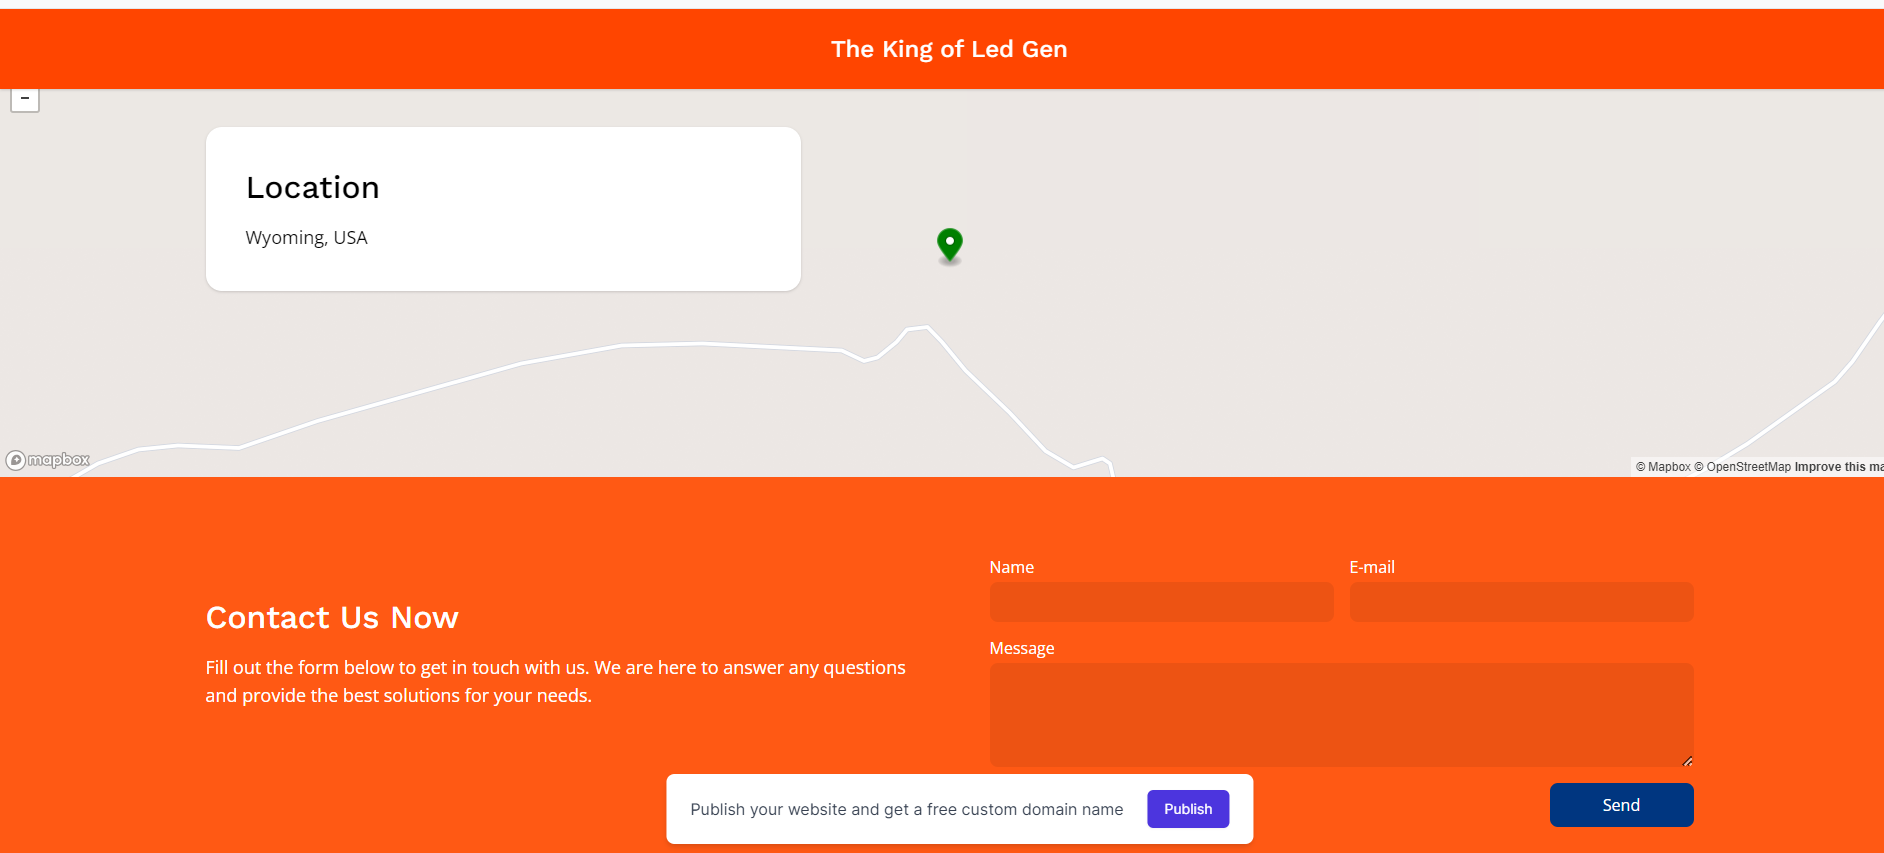 The King of Led Gen
-
Location
Wyoming, USA
mapbox
© Mapbox © OpenStreetMap Improve this ma
Name
E-mail
Contact Us Now
Message
Fill out the form below to get in touch with us. We are here to answer any questions
and provide the best solutions for your needs.
Publish your website and get a free custom domain name
Publish
Send